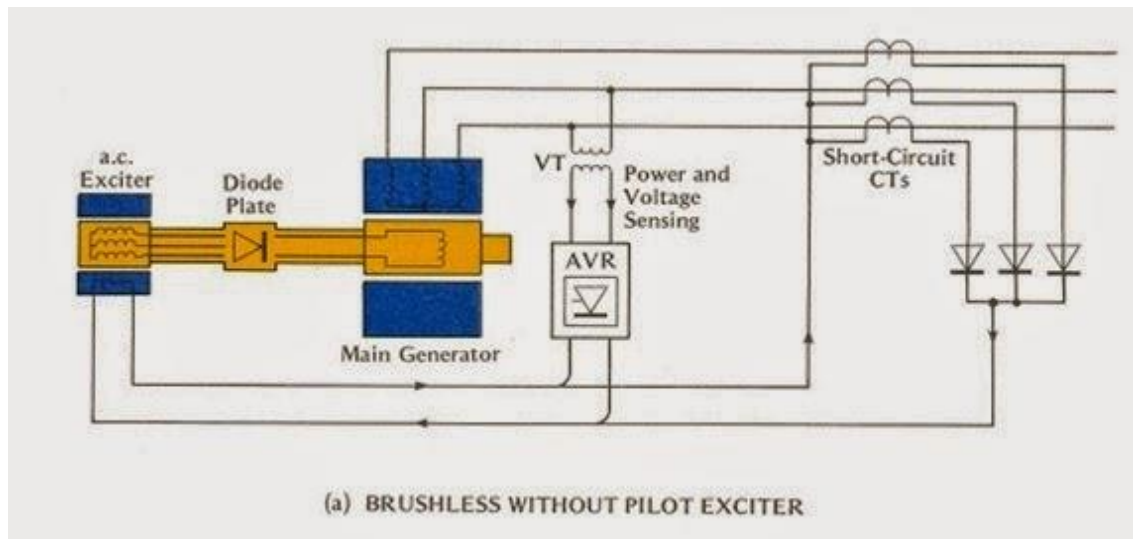 a.c.
Exciter
Diode
Plate
VT
Power and
Voltage
Sensing
Short-Circuit
CTs
AVR
Main Generator
(a) BRUSHLESS WITHOUT PILOT EXCITER